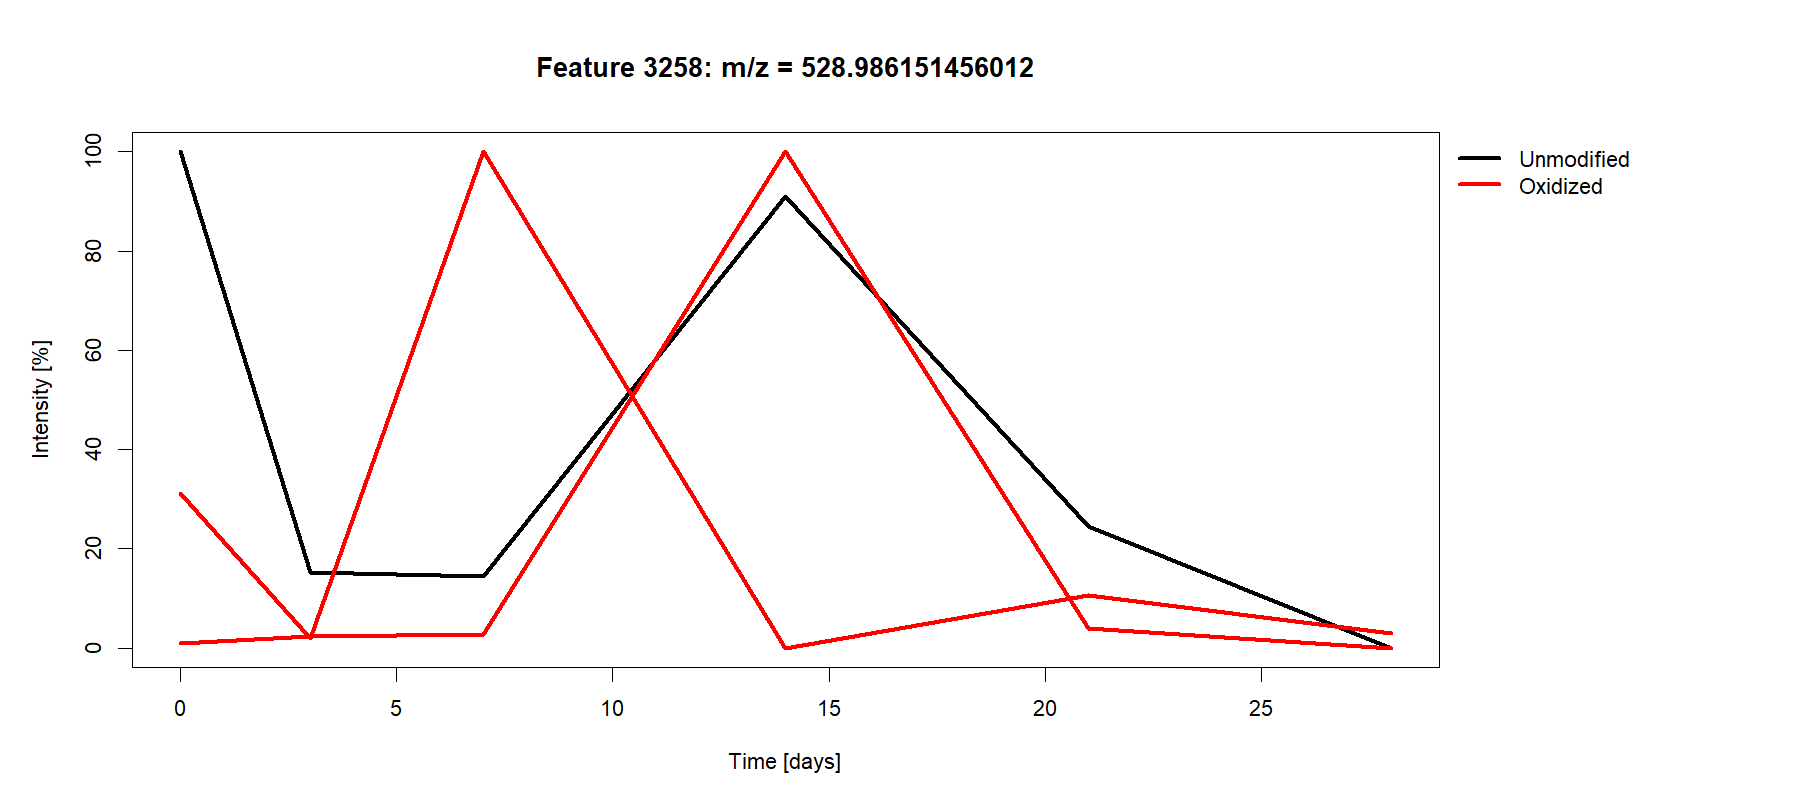 Feature 3258: m/z = 528.986151456012
Unmodified
Oxidized
100
80
60
40
20
0
Intensity [%]
0 5 10 15 20 25
Time [days]